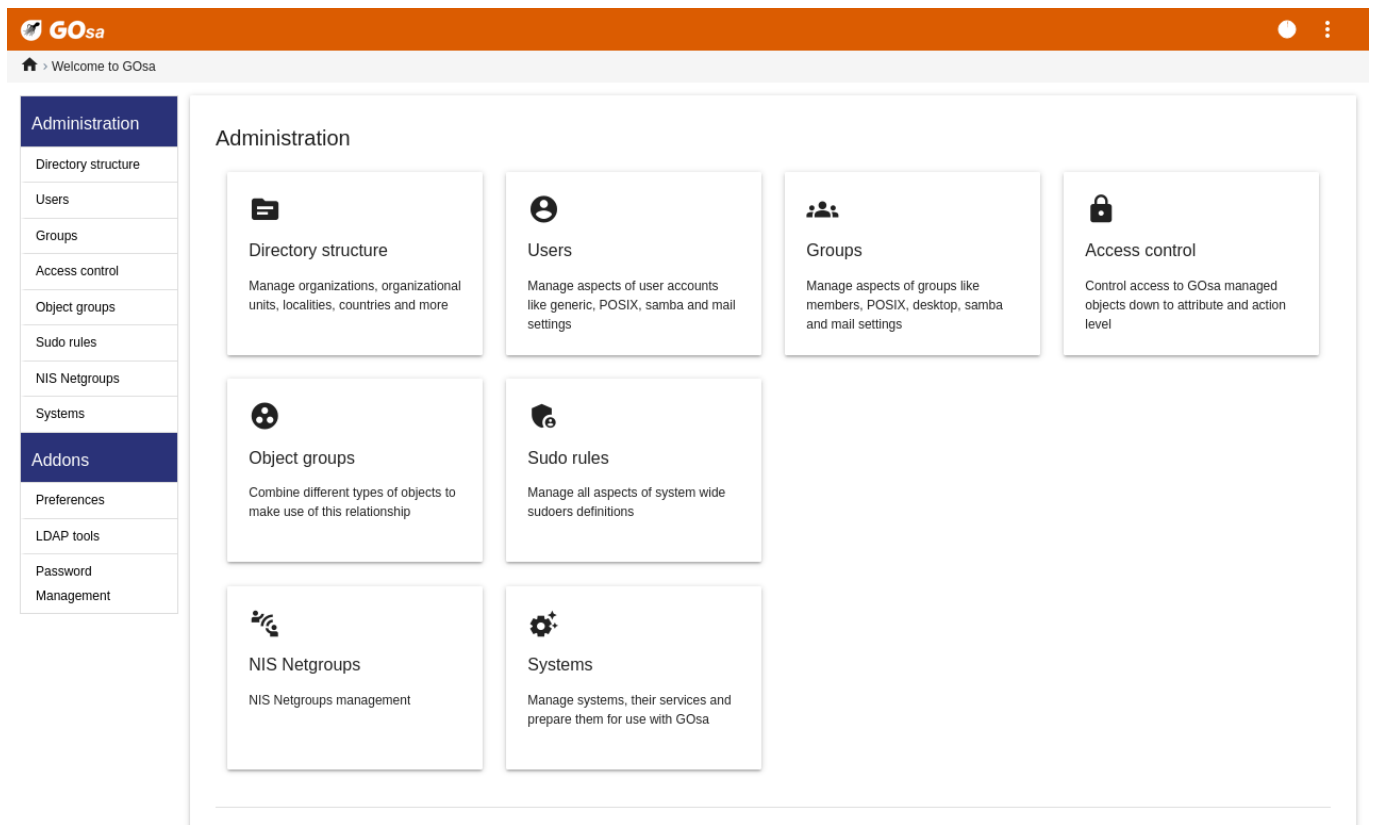 GOsa
› Welcome to GOsa
Administration
Directory structure
Users
Groups
Access control
Object groups
Sudo rules
NIS Netgroups
Systems
Addons
Preferences
LDAP tools
Password
Management
Administration
Directory structure
Manage organizations, organizational
units, localities, countries and more
Users
Manage aspects of user accounts
like generic, POSIX, samba and mail
settings
Groups
Manage aspects of groups like
members, POSIX, desktop, samba
and mail settings
Access control
Control access to GOsa managed
objects down to attribute and action
level
Object groups
Combine different types of objects to
make use of this relationship
Sudo rules
Manage all aspects of system wide
sudoers definitions
NIS Netgroups
NIS Netgroups management
Systems
Manage systems, their services and
prepare them for use with GOsa